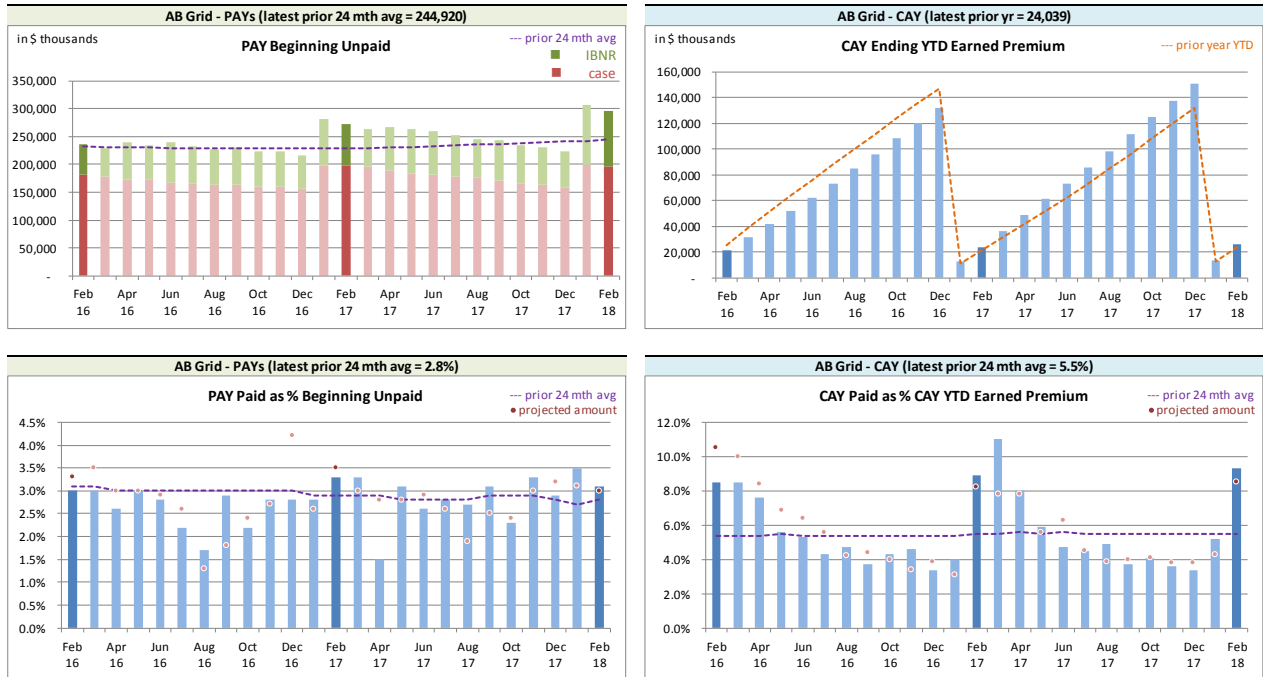 AB Grid - PAYs (latest prior 24 mth avg = 244,920)
in $ thousands
PAY Beginning Unpaid
--- prior 24 mth avg
IBNR
case
350,000
300,000
250,000
200,000
150,000
100,000
50,000
-
Feb Apr Jun Aug Oct Dec Feb Apr Jun Aug Oct Dec Feb
16 16 16 16 16 16 17 17 17 17 17 17 18
AB Grid - CAY (latest prior yr = 24,039)
in $ thousands
CAY Ending YTD Earned Premium
--- prior year YTD
160,000
140,000
120,000
100,000
80,000
60,000
40,000
20,000
-
Feb Apr Jun Aug Oct Dec Feb Apr Jun Aug Oct Dec Feb
16 16 16 16 16 16 17 17 17 17 17 17 18
AB Grid - PAYs (latest prior 24 mth avg = 2.8%)
PAY Paid as % Beginning Unpaid
--- prior 24 mth avg
projected amount
4.5%
4.0%
3.5%
3.0%
2.5%
2.0%
1.5%
1.0%
0.5%
0.0%
Feb Apr Jun Aug Oct Dec Feb Apr Jun Aug Oct Dec Feb
16 16 16 16 16 16 17 17 17 17 17 17 18
AB Grid - CAY (latest prior 24 mth avg = 5.5%)
CAY Paid as % CAY YTD Earned Premium
--- prior 24 mth avg
projected amount
12.0%
10.0%
8.0%
6.0%
4.0%
2.0%
0.0%
Feb Apr Jun Aug Oct Dec Feb Apr Jun Aug Oct Dec Feb
16 16 16 16 16 16 17 17 17 17 17 17 18